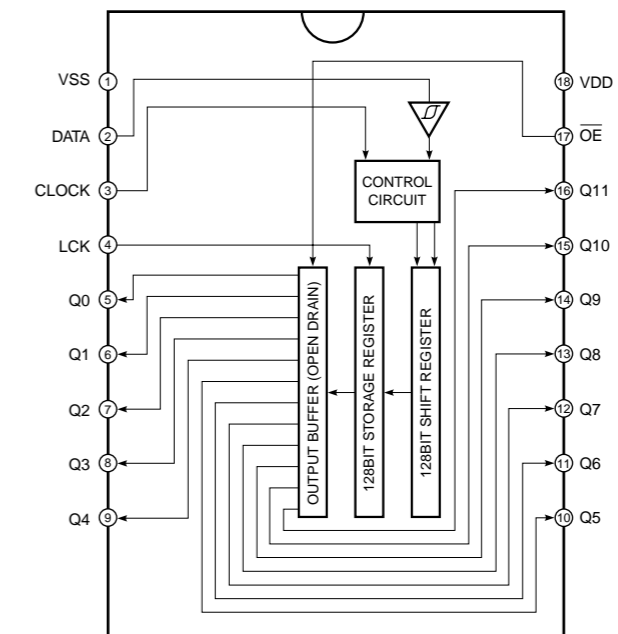 VSS 1
DATA 2
CLOCK 3
LCK 4
Q0 5
Q1 6
Q2 7
Q3 8
Q4 9
CONTROL
CIRCUIT
OUTPUT BUFFER (OPEN DRAIN)
128BIT STORAGE REGISTER
128BIT SHIFT REGISTER
18 VDD
17 O̅E̅
16 Q11
15 Q10
14 Q9
13 Q8
12 Q7
11 Q6
10 Q5